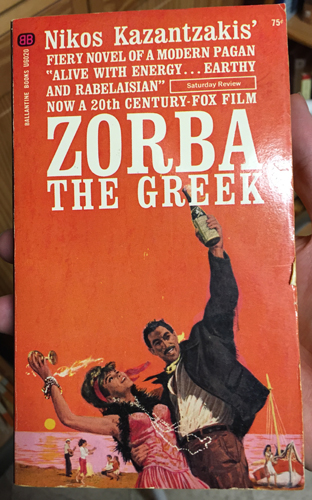 BB
BALLANTINE BOOKS U6020
Nikos Kazantzakis' 75¢
FIERY NOVEL OF A MODERN PAGAN
"ALIVE WITH ENERGY...EARTHY
AND RABELAISIAN" Saturday Review
NOW A 20th CENTURY-FOX FILM
ZORBA
THE GREEK